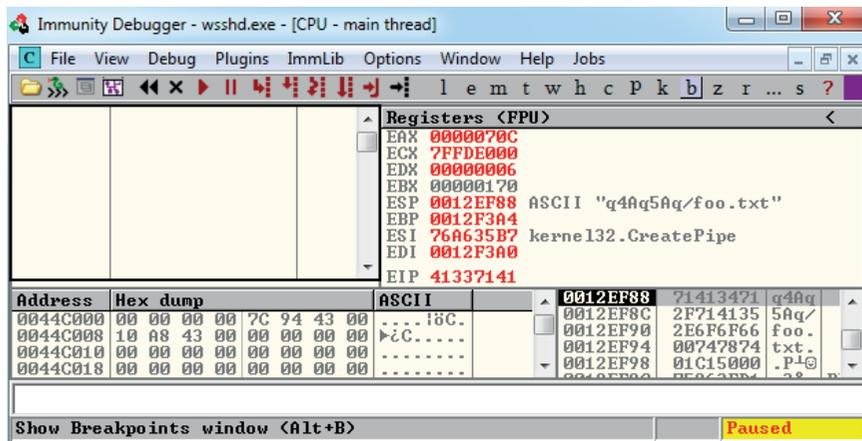 Immunity Debugger - wsshd.exe - [CPU - main thread]
C File View Debug Plugins ImmLib Options Window Help Jobs
l e m t w h c P k b z r ... s ?
Registers (FPU) <
EAX 0000070C
ECX 7FFDE000
EDX 00000006
EBX 00000170
ESP 0012EF88 ASCII "q4Aq5Aq/foo.txt"
EBP 0012F3A4
ESI 76A635B7 kernel32.CreatePipe
EDI 0012F3A0
EIP 41337141
Address Hex dump ASCII
0044C000 00 00 00 00 7C 94 43 00 ....|öC.
0044C008 10 A8 43 00 00 00 00 00 ►¿C.....
0044C010 00 00 00 00 00 00 00 00 ........
0044C018 00 00 00 00 00 00 00 00 ........
0012EF88 71413471 q4Aq
0012EF8C 2F714135 5Aq/
0012EF90 2E6F6F66 foo.
0012EF94 00747874 txt.
0012EF98 01C15000 .P┴☺
Show Breakpoints window (Alt+B) Paused